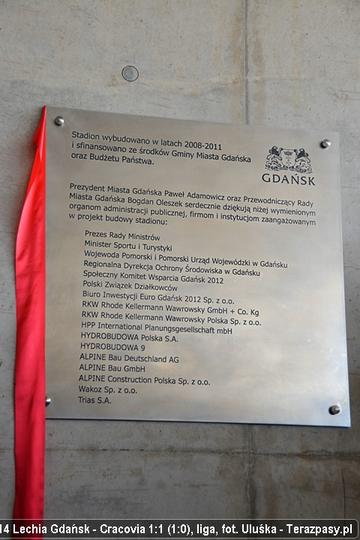 Stadion wybudowano w latach 2008-2011
i sfinansowano ze środków Gminy Miasta Gdańska
oraz Budżetu Państwa.
GDAŃSK
Prezydent Miasta Gdańska Paweł Adamowicz oraz Przewodniczący Rady
Miasta Gdańska Bogdan Oleszek serdecznie dziękują niżej wymienionym
organom administracji publicznej, firmom i instytucjom zaangażowanym
w projekt budowy stadionu:
Prezes Rady Ministrów
Minister Sportu i Turystyki
Wojewoda Pomorski i Pomorski Urząd Wojewódzki w Gdańsku
Regionalna Dyrekcja Ochrony Środowiska w Gdańsku
Społeczny Komitet Wsparcia Gdańsk 2012
Polski Związek Działkowców
Biuro Inwestycji Euro Gdańsk 2012 Sp. z o.o.
RKW Rhode Kellermann Wawrowsky GmbH + Co. Kg
RKW Rhode Kellermann Wawrowsky Polska Sp. z o.o.
HPP International Planungsgesellschaft mbH
HYDROBUDOWA Polska S.A.
HYDROBUDOWA 9
ALPINE Bau Deutschland AG
ALPINE Bau GmbH
ALPINE Construction Polska Sp. z o.o.
Wakoz Sp. z o.o.
Trias S.A.
14 Lechia Gdańsk - Cracovia 1:1 (1:0), liga, fot. Uluśka - Terazpasy.pl